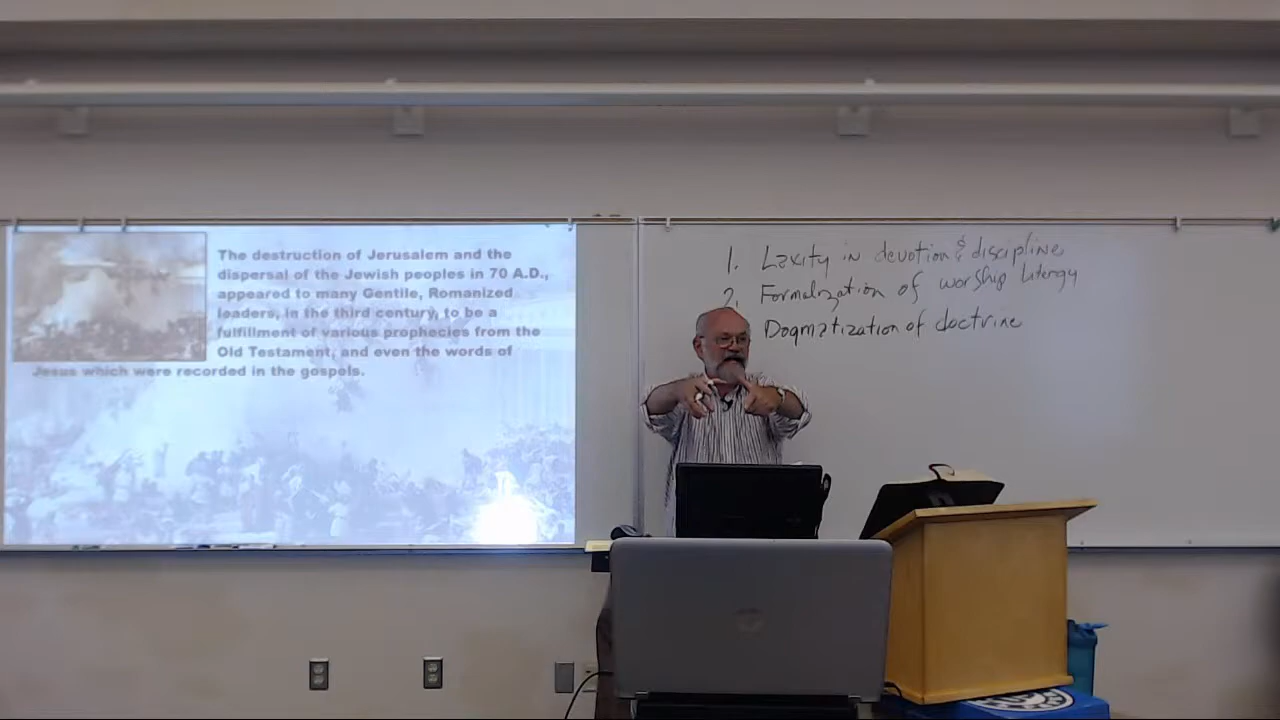 The destruction of Jerusalem and the
dispersal of the Jewish peoples in 70 A.D.,
appeared to many Gentile, Romanized
leaders, in the third century, to be a
fulfillment of various prophecies from the
Old Testament, and even the words of
Jesus which were recorded in the gospels.
1. Laxity in devotion & discipline
2. Formalization of worship litergy
Dogmatization of doctrine